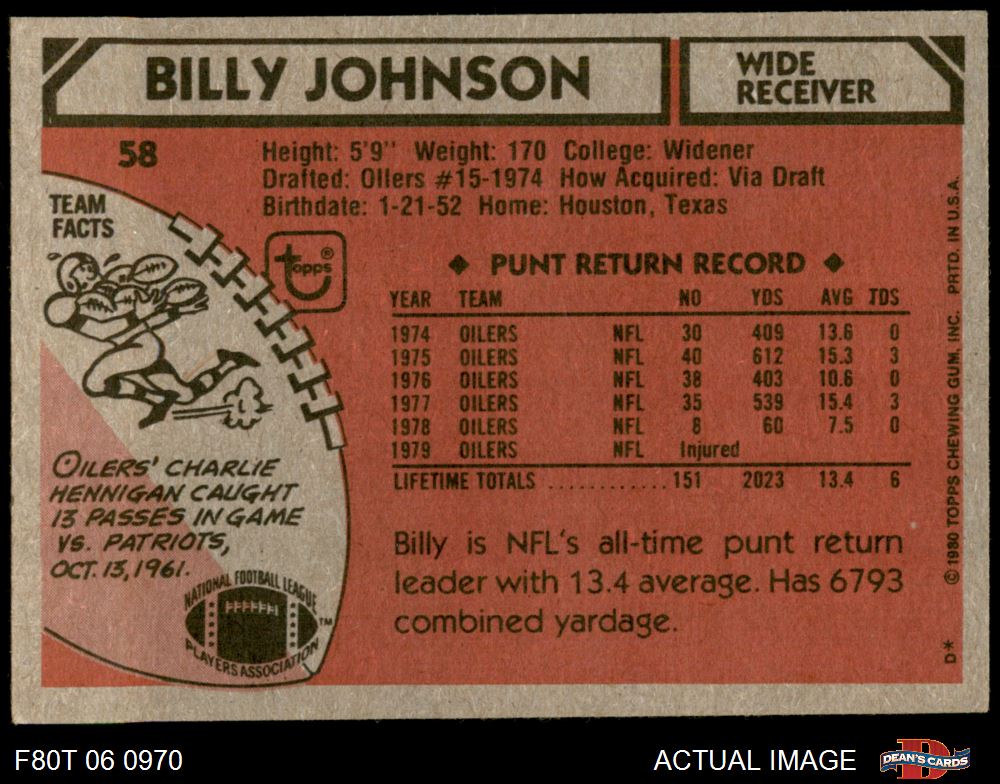 BILLY JOHNSON
WIDE
RECEIVER
58
Height: 5'9" Weight: 170 College: Widener
Drafted: Oilers #15-1974 How Acquired: Via Draft
Birthdate: 1-21-52 Home: Houston, Texas
TEAM
FACTS
topps®
◆ PUNT RETURN RECORD ◆
YEAR TEAM NO YDS AVG TDS
1974 OILERS NFL 30 409 13.6 0
1975 OILERS NFL 40 612 15.3 3
1976 OILERS NFL 38 403 10.6 0
1977 OILERS NFL 35 539 15.4 3
1978 OILERS NFL 8 60 7.5 0
1979 OILERS NFL Injured
LIFETIME TOTALS ............ 151 2023 13.4 6
OILERS' CHARLIE
HENNIGAN CAUGHT
13 PASSES IN GAME
VS. PATRIOTS,
OCT. 13, 1961.
NATIONAL FOOTBALL LEAGUE
PLAYERS ASSOCIATION
TM
Billy is NFL's all-time punt return
leader with 13.4 average. Has 6793
combined yardage.
D* © 1980 TOPPS CHEWING GUM, INC. PRTD. IN U.S.A.
F80T 06 0970
ACTUAL IMAGE
D
DEAN'S CARDS